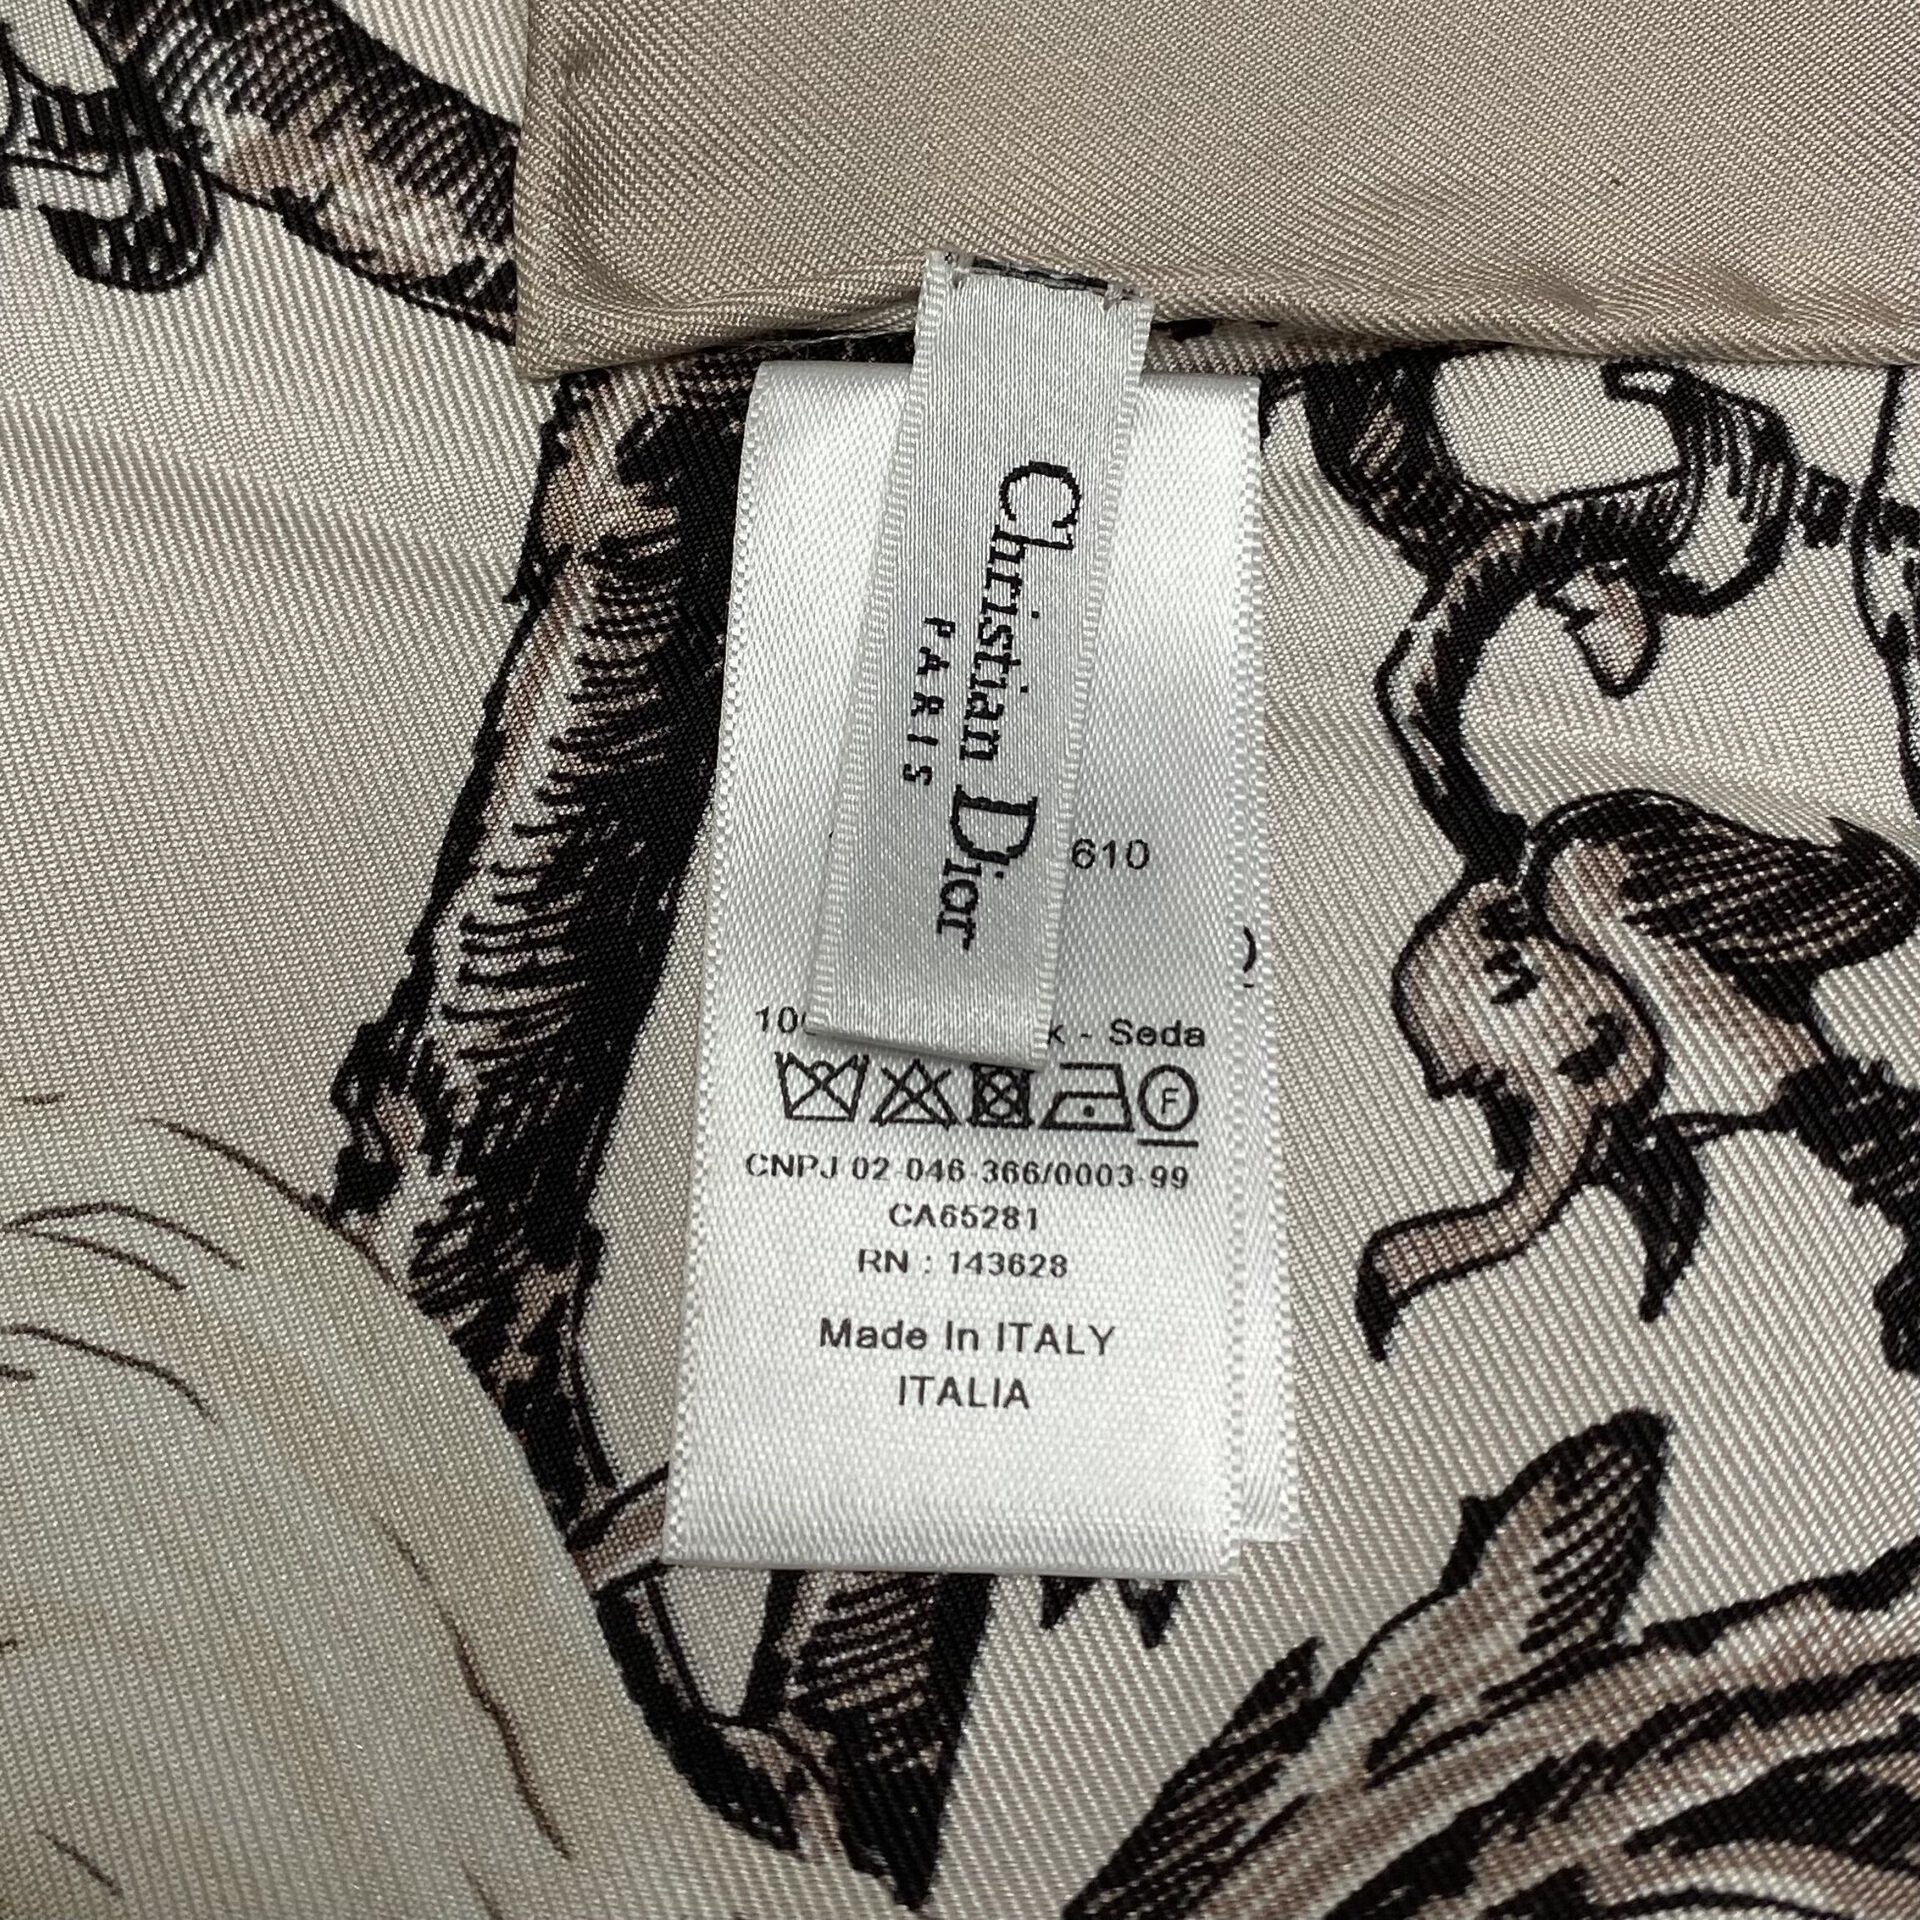 Christian Dior
PARIS
610
- Seda
F
CNPJ 02 046 366/0003 99
CA65281
RN : 143628
Made In ITALY
ITALIA